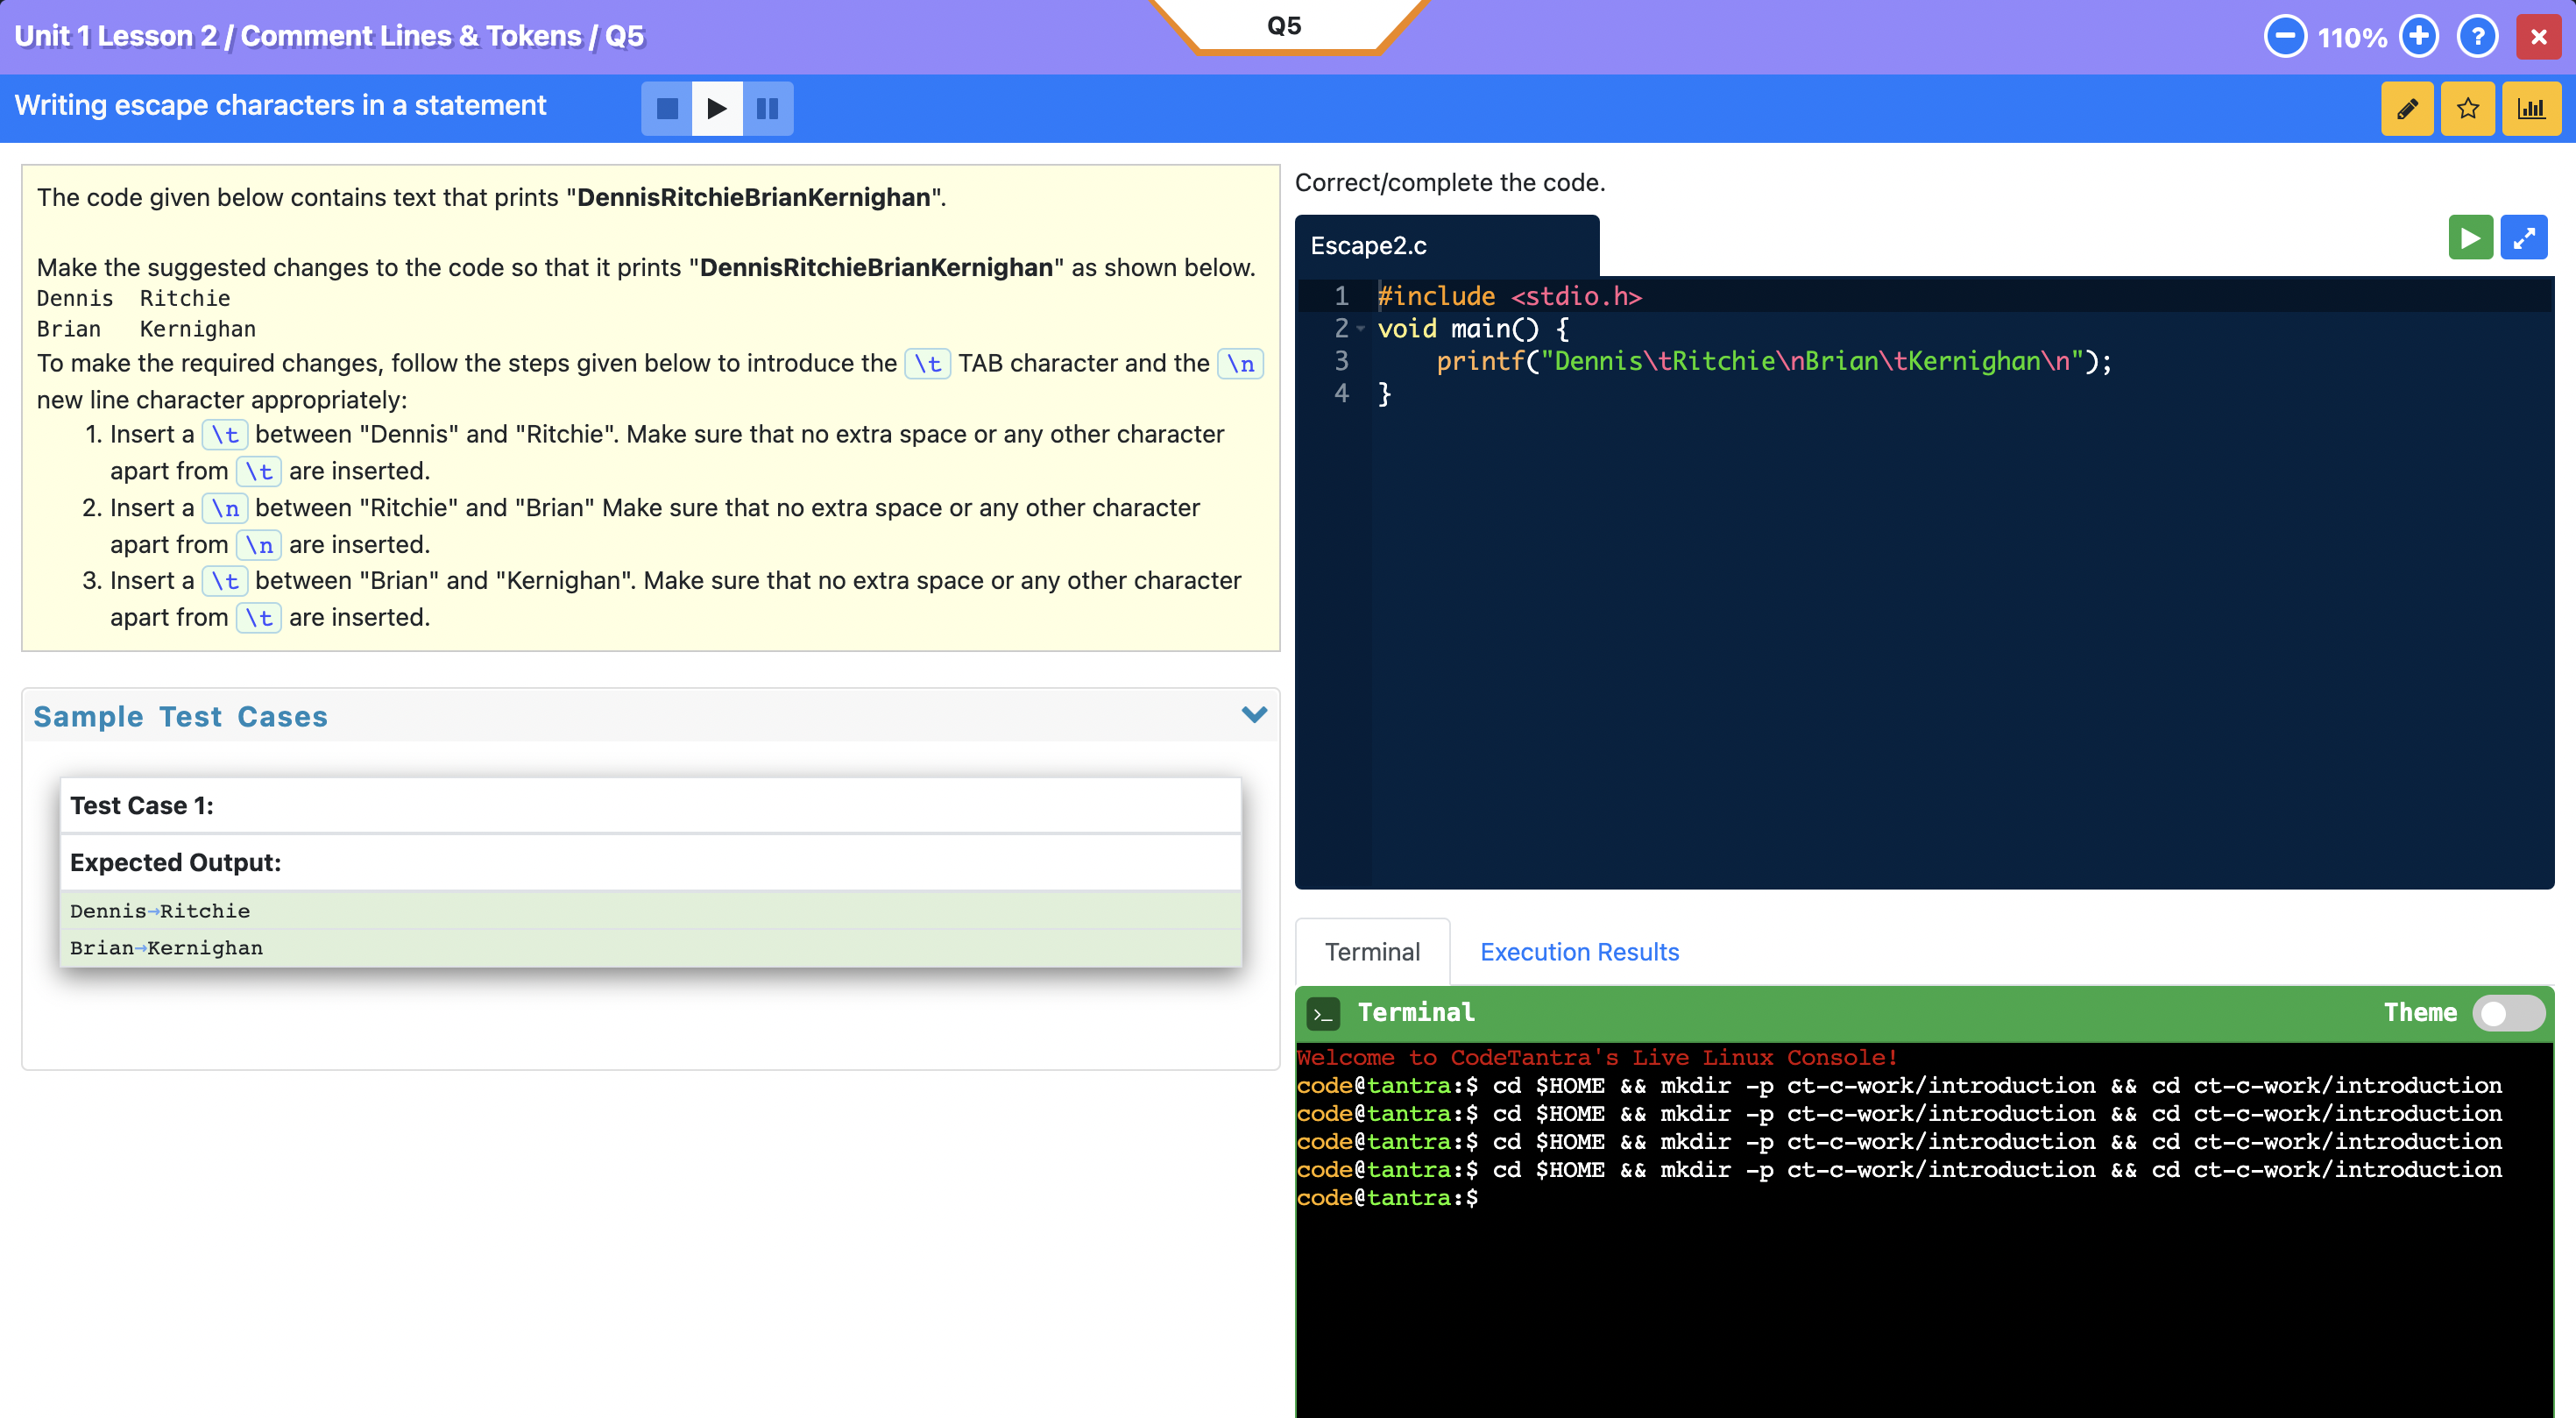 Unit 1 Lesson 2 / Comment Lines & Tokens / Q5
Q5
110%
?
Writing escape characters in a statement
The code given below contains text that prints "DennisRitchieBrianKernighan".
Make the suggested changes to the code so that it prints "DennisRitchieBrianKernighan" as shown below.
Dennis  Ritchie
Brian   Kernighan
To make the required changes, follow the steps given below to introduce the \t TAB character and the \n
new line character appropriately:
1. Insert a \t between "Dennis" and "Ritchie". Make sure that no extra space or any other character
apart from \t are inserted.
2. Insert a \n between "Ritchie" and "Brian" Make sure that no extra space or any other character
apart from \n are inserted.
3. Insert a \t between "Brian" and "Kernighan". Make sure that no extra space or any other character
apart from \t are inserted.
Sample Test Cases
Test Case 1:
Expected Output:
Dennis→Ritchie
Brian→Kernighan
Correct/complete the code.
Escape2.c
1 #include <stdio.h>
2 void main() {
3     printf("Dennis\tRitchie\nBrian\tKernighan\n");
4 }
Terminal
Execution Results
>_ Terminal
Theme
Welcome to CodeTantra's Live Linux Console!
code@tantra:$ cd $HOME && mkdir -p ct-c-work/introduction && cd ct-c-work/introduction
code@tantra:$ cd $HOME && mkdir -p ct-c-work/introduction && cd ct-c-work/introduction
code@tantra:$ cd $HOME && mkdir -p ct-c-work/introduction && cd ct-c-work/introduction
code@tantra:$ cd $HOME && mkdir -p ct-c-work/introduction && cd ct-c-work/introduction
code@tantra:$